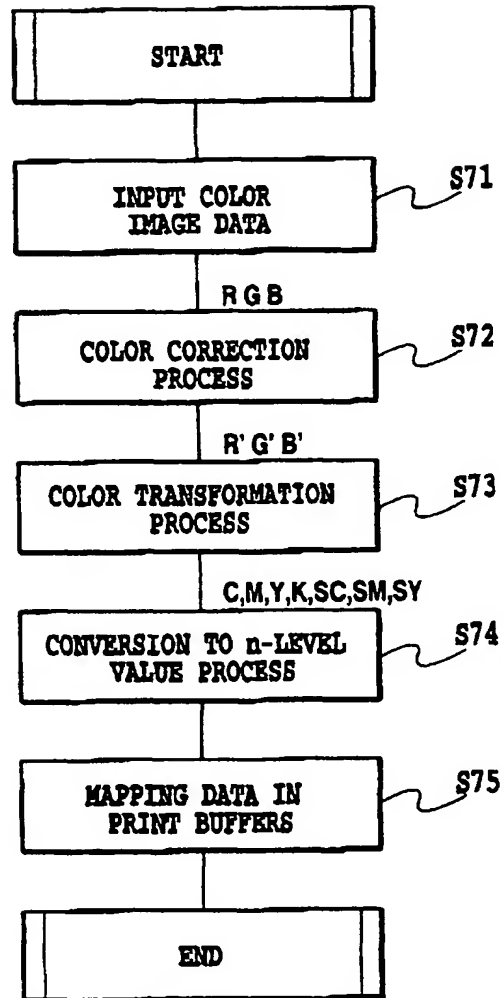 START
INPUT COLOR
IMAGE DATA
S71
R G B
COLOR CORRECTION
PROCESS
S72
R' G' B'
COLOR TRANSFORMATION
PROCESS
S73
C,M,Y,K,SC,SM,SY
CONVERSION TO n-LEVEL
VALUE PROCESS
S74
MAPPING DATA IN
PRINT BUFFERS
S75
END